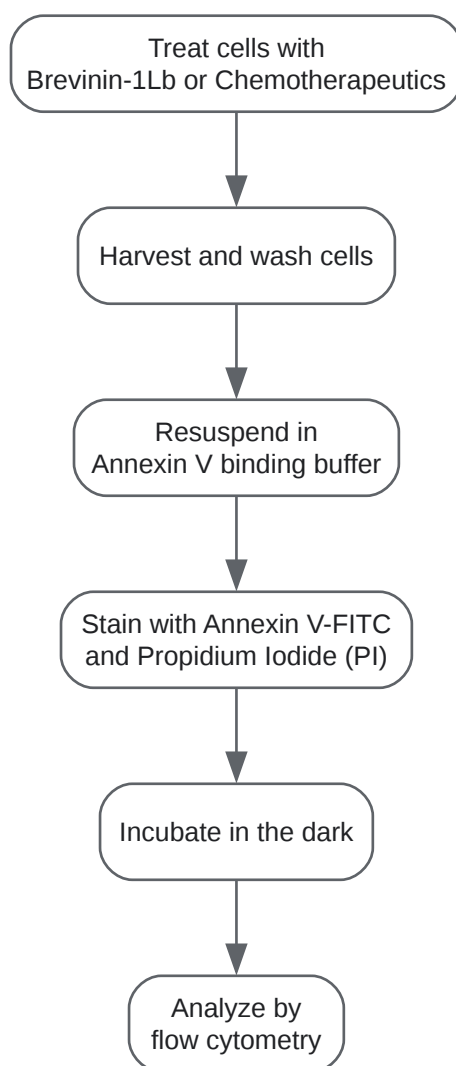 Treat cells with
Brevinin-1Lb or Chemotherapeutics
Harvest and wash cells
Resuspend in
Annexin V binding buffer
Stain with Annexin V-FITC
and Propidium Iodide (PI)
Incubate in the dark
Analyze by
flow cytometry